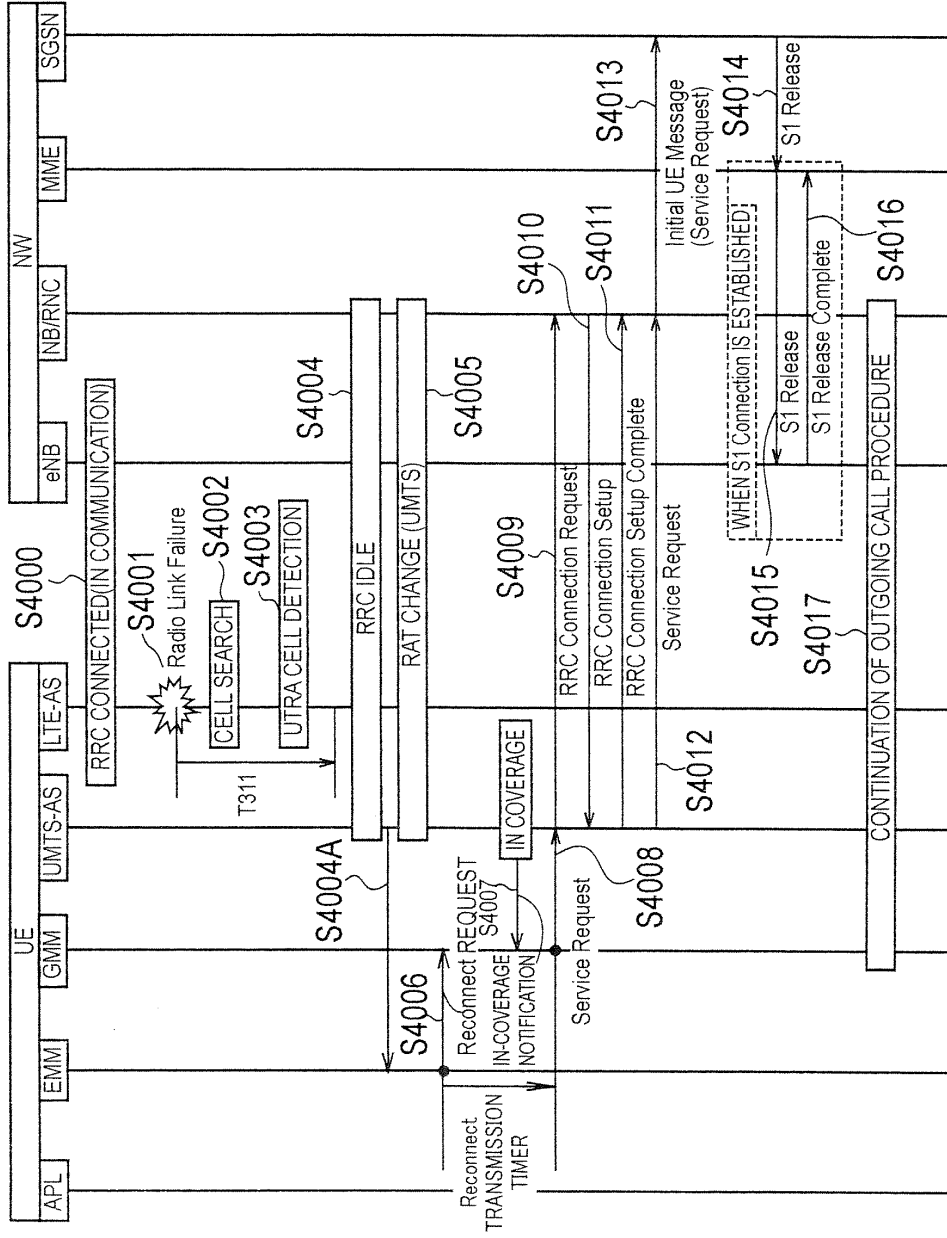 UE
NW
APL
EMM
GMM
UMTS-AS
LTE-AS
eNB
NB/RNC
MME
SGSN
S4000
RRC CONNECTED(IN COMMUNICATION)
S4001
Radio Link Failure
CELL SEARCH
S4002
T311
UTRA CELL DETECTION
S4003
S4004
RRC IDLE
S4004A
RAT CHANGE (UMTS)
S4005
S4006
Reconnect REQUEST
Reconnect
TRANSMISSION
TIMER
IN COVERAGE
S4007
IN-COVERAGE
NOTIFICATION
S4008
Service Request
S4009
RRC Connection Request
S4010
RRC Connection Setup
S4011
RRC Connection Setup Complete
S4012
Service Request
S4013
Initial UE Message
(Service Request)
S4014
S1 Release
WHEN S1 Connection IS ESTABLISHED
S4015
S1 Release
S1 Release Complete
S4016
S4017
CONTINUATION OF OUTGOING CALL PROCEDURE